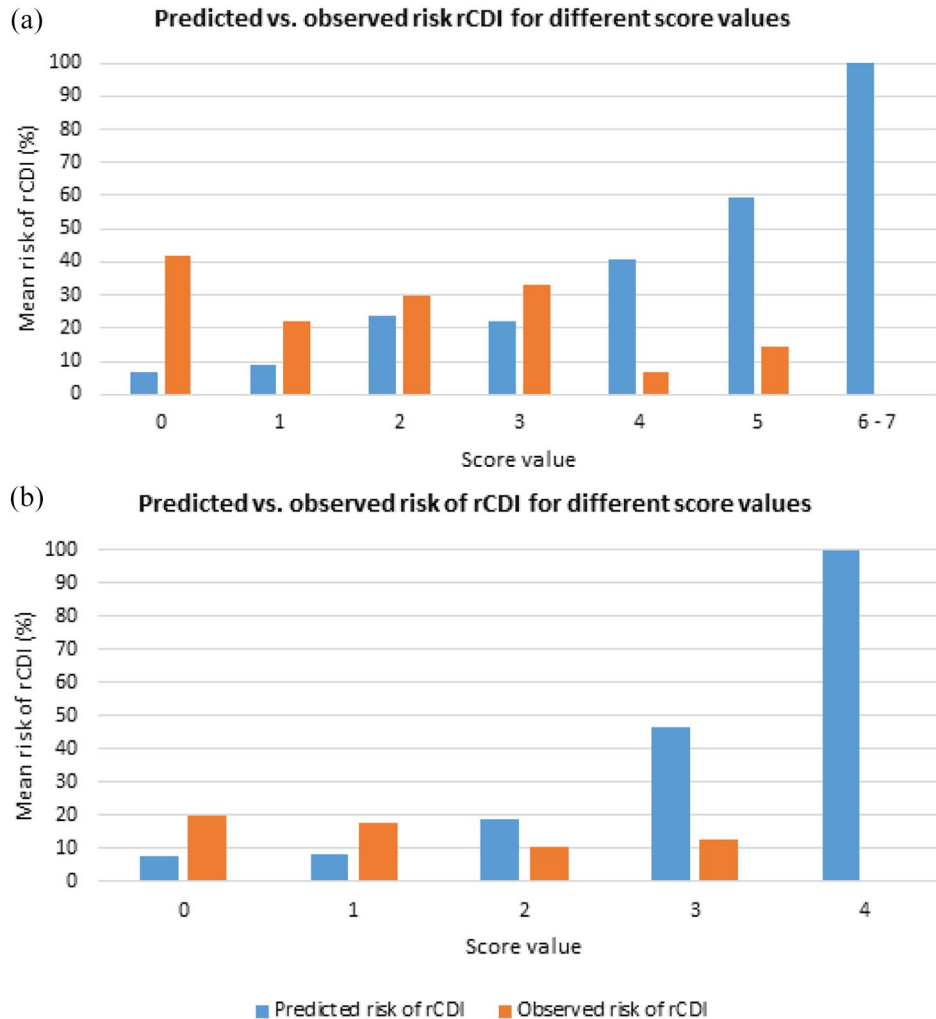 (a)
Predicted vs. observed risk rCDI for different score values
Mean risk of rCDI (%)
100
90
80
70
60
50
40
30
20
10
0
0 1 2 3 4 5 6 - 7
Score value
(b)
Predicted vs. observed risk of rCDI for different score values
Mean risk of rCDI (%)
100
90
80
70
60
50
40
30
20
10
0
0 1 2 3 4
Score value
Predicted risk of rCDI Observed risk of rCDI